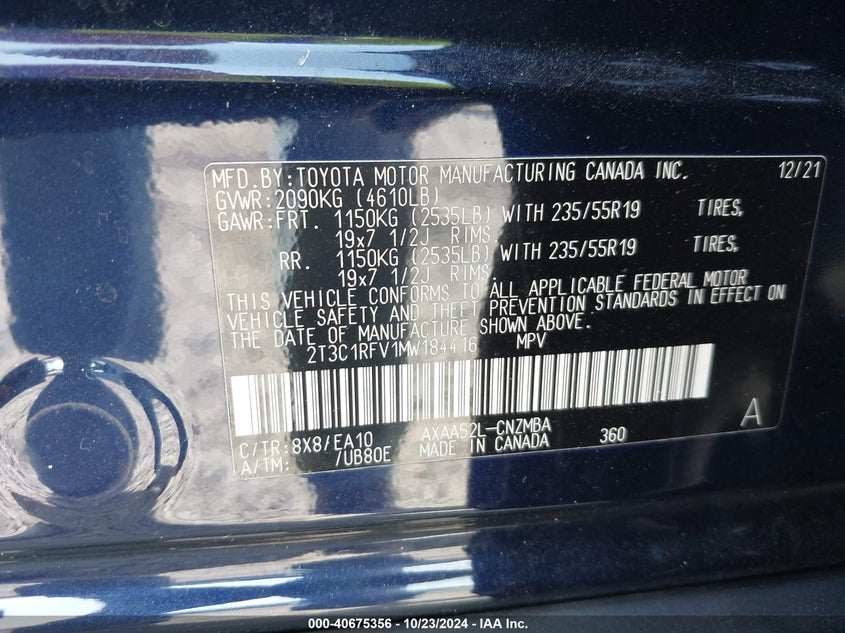 MFD.BY:TOYOTA MOTOR MANUFACTURING CANADA INC. 12/21
GVWR:2090KG (4610LB)
GAWR:FRT. 1150KG (2535LB) WITH 235/55R19 TIRES,
19x7 1/2J RIMS
RR. 1150KG (2535LB) WITH 235/55R19 TIRES,
19x7 1/2J RIMS
THIS VEHICLE CONFORMS TO ALL APPLICABLE FEDERAL MOTOR
VEHICLE SAFETY AND THEFT PREVENTION STANDARDS IN EFFECT ON
THE DATE OF MANUFACTURE SHOWN ABOVE.
2T3C1RFV1MW184416 MPV
C/TR:8X8/EA10 AXAA52L-CNZMBA 360 A
A/TM: /UB80E MADE IN CANADA
000-40675356 - 10/23/2024 - IAA Inc.